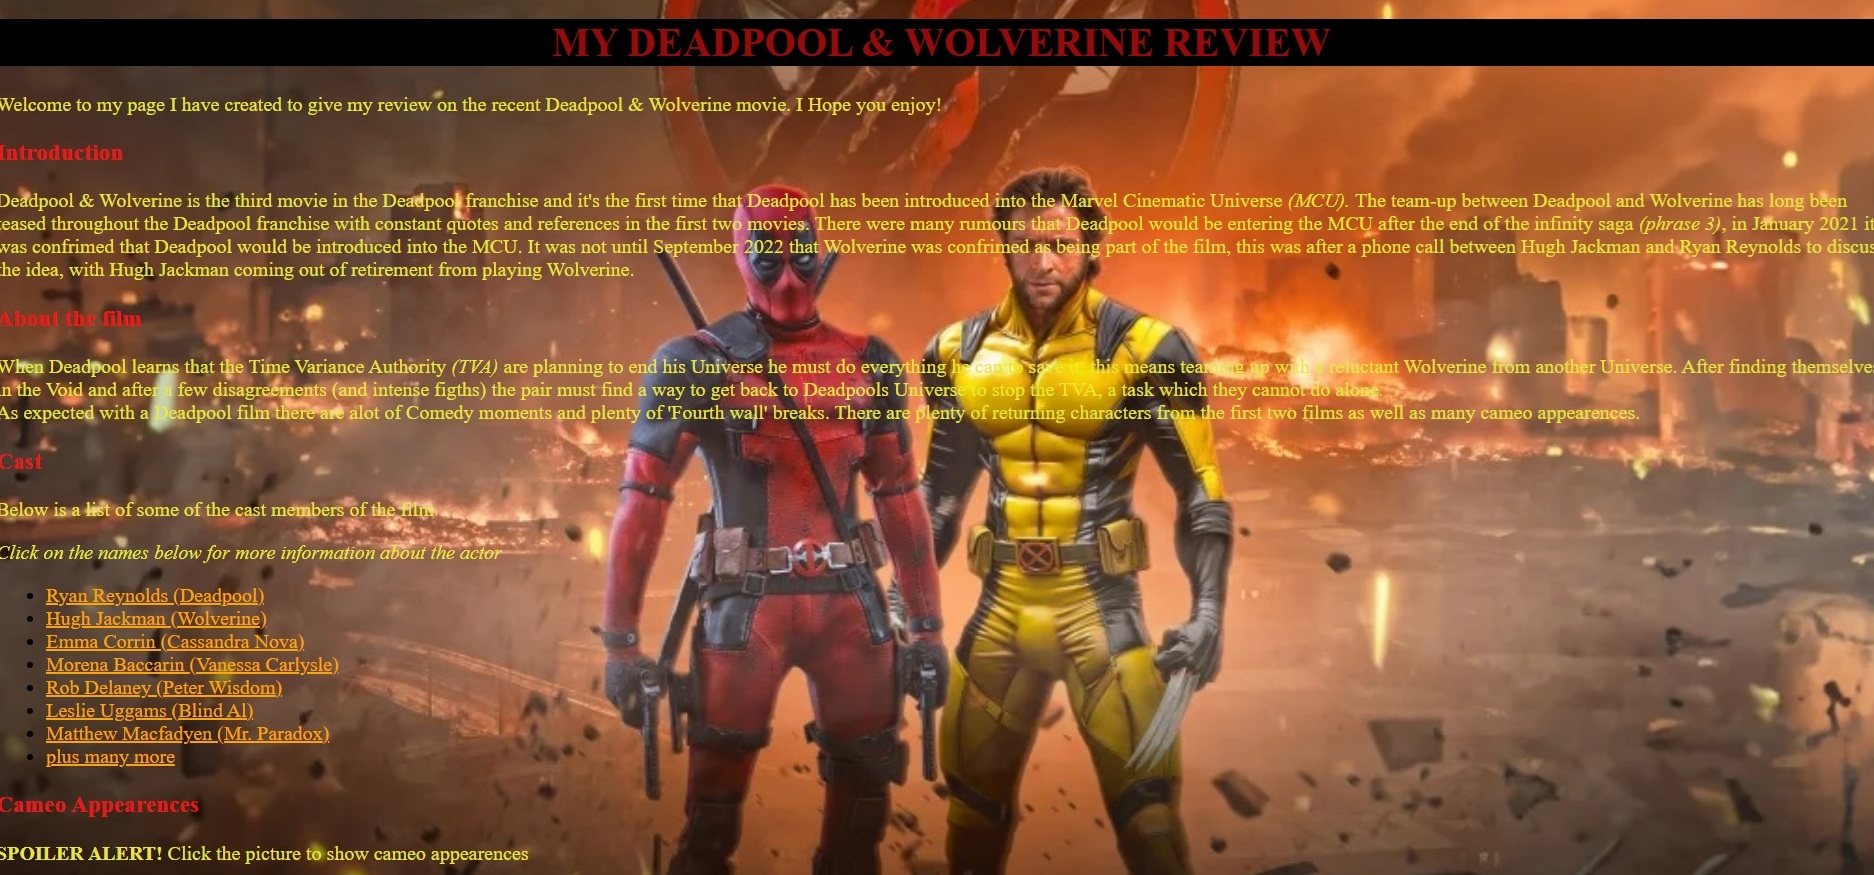 MY DEADPOOL & WOLVERINE REVIEW
Welcome to my page I have created to give my review on the recent Deadpool & Wolverine movie. I Hope you enjoy!
Introduction
Deadpool & Wolverine is the third movie in the Deadpool franchise and it's the first time that Deadpool has been introduced into the Marvel Cinematic Universe (MCU). The team-up between Deadpool and Wolverine has long been
teased throughout the Deadpool franchise with constant quotes and references in the first two movies. There were many rumours that Deadpool would be entering the MCU after the end of the infinity saga (phrase 3), in January 2021 it
was confrimed that Deadpool would be introduced into the MCU. It was not until September 2022 that Wolverine was confrimed as being part of the film, this was after a phone call between Hugh Jackman and Ryan Reynolds to discus
the idea, with Hugh Jackman coming out of retirement from playing Wolverine.
About the film
When Deadpool learns that the Time Variance Authority (TVA) are planning to end his Universe he must do everything he can to save it, this means teaming up with a reluctant Wolverine from another Universe. After finding themselve
in the Void and after a few disagreements (and intense figths) the pair must find a way to get back to Deadpools Universe to stop the TVA, a task which they cannot do alone.
As expected with a Deadpool film there are alot of Comedy moments and plenty of 'Fourth wall' breaks. There are plenty of returning characters from the first two films as well as many cameo appearences.
Cast
Below is a list of some of the cast members of the film
Click on the names below for more information about the actor
Ryan Reynolds (Deadpool)
Hugh Jackman (Wolverine)
Emma Corrin (Cassandra Nova)
Morena Baccarin (Vanessa Carlysle)
Rob Delaney (Peter Wisdom)
Leslie Uggams (Blind Al)
Matthew Macfadyen (Mr. Paradox)
plus many more
Cameo Appearences
SPOILER ALERT! Click the picture to show cameo appearences